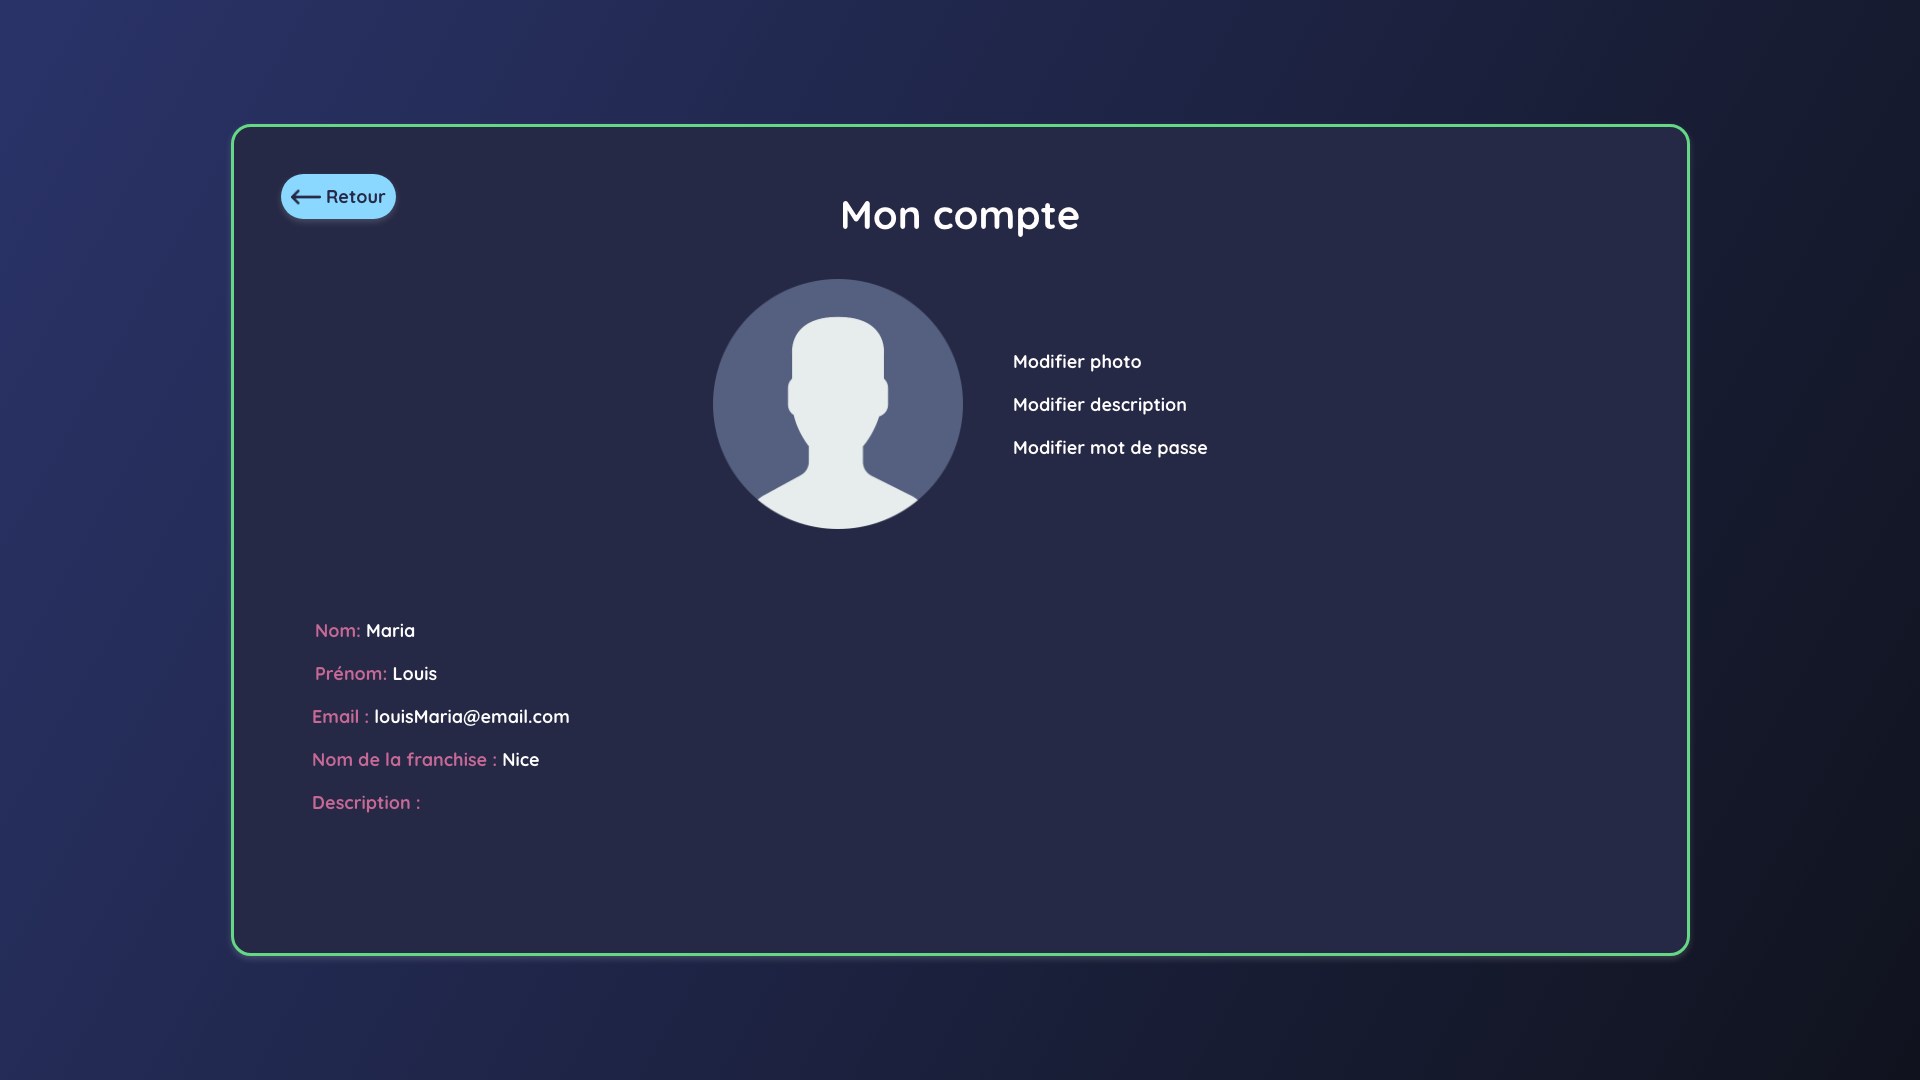 Retour
Mon compte
Modifier photo
Modifier description
Modifier mot de passe
Nom: Maria
Prénom: Louis
Email : louisMaria@email.com
Nom de la franchise : Nice
Description :